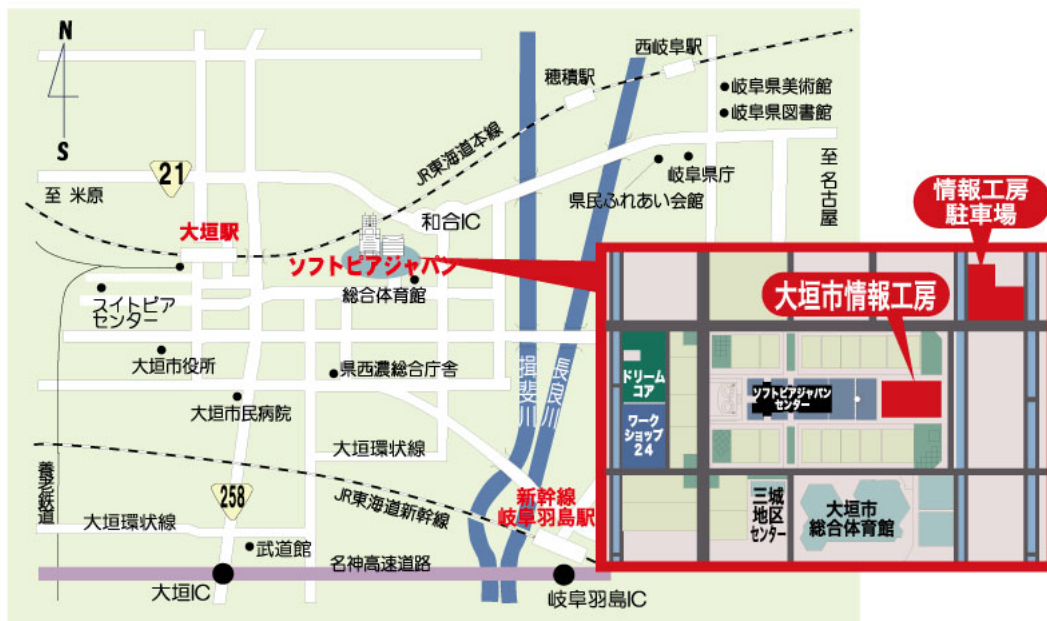 N
S
至 米原
21
大垣駅
スイトピア
センター
大垣市役所
大垣市民病院
養老鉄道
大垣環状線
258
武道館
大垣IC
西岐阜駅
穂積駅
JR東海道本線
岐阜県美術館
岐阜県図書館
岐阜県庁
県民ふれあい会館
至 名古屋
和合IC
ソフトピアジャパン
総合体育館
県西濃総合庁舎
大垣環状線
揖斐川
長良川
JR東海道新幹線
新幹線
岐阜羽島駅
名神高速道路
岐阜羽島IC
情報工房
駐車場
大垣市情報工房
ドリーム
コア
ワーク
ショップ
24
ソフトピアジャパン
センター
三城
地区
センター
大垣市
総合体育館